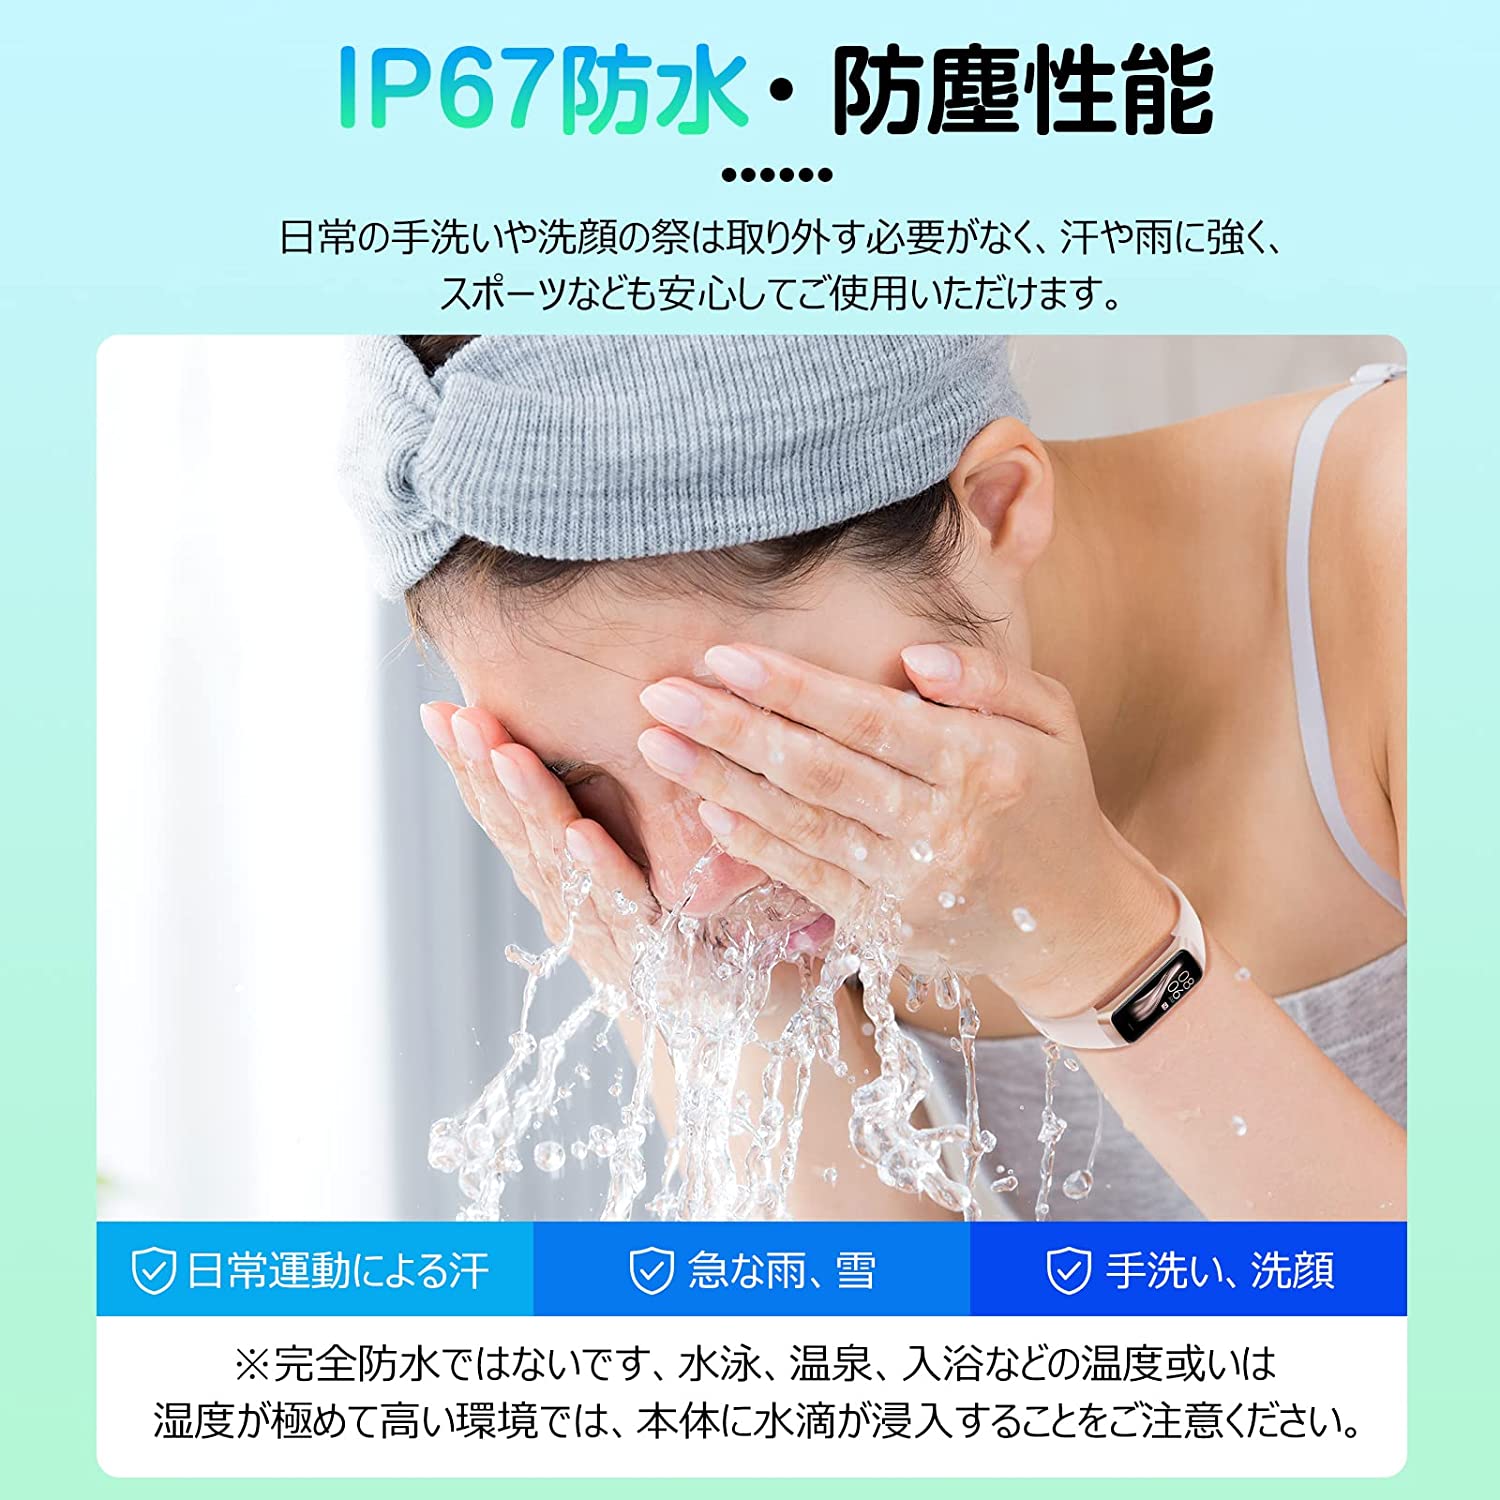 IP67防水・防塵性能
日常の手洗いや洗顔の祭は取り外す必要がなく、汗や雨に強く、
スポーツなども安心してご使用いただけます。
08
06
日常運動による汗
急な雨、雪
手洗い、洗顔
※完全防水ではないです、水泳、温泉、入浴などの温度或いは
湿度が極めて高い環境では、本体に水滴が浸入することをご注意ください。